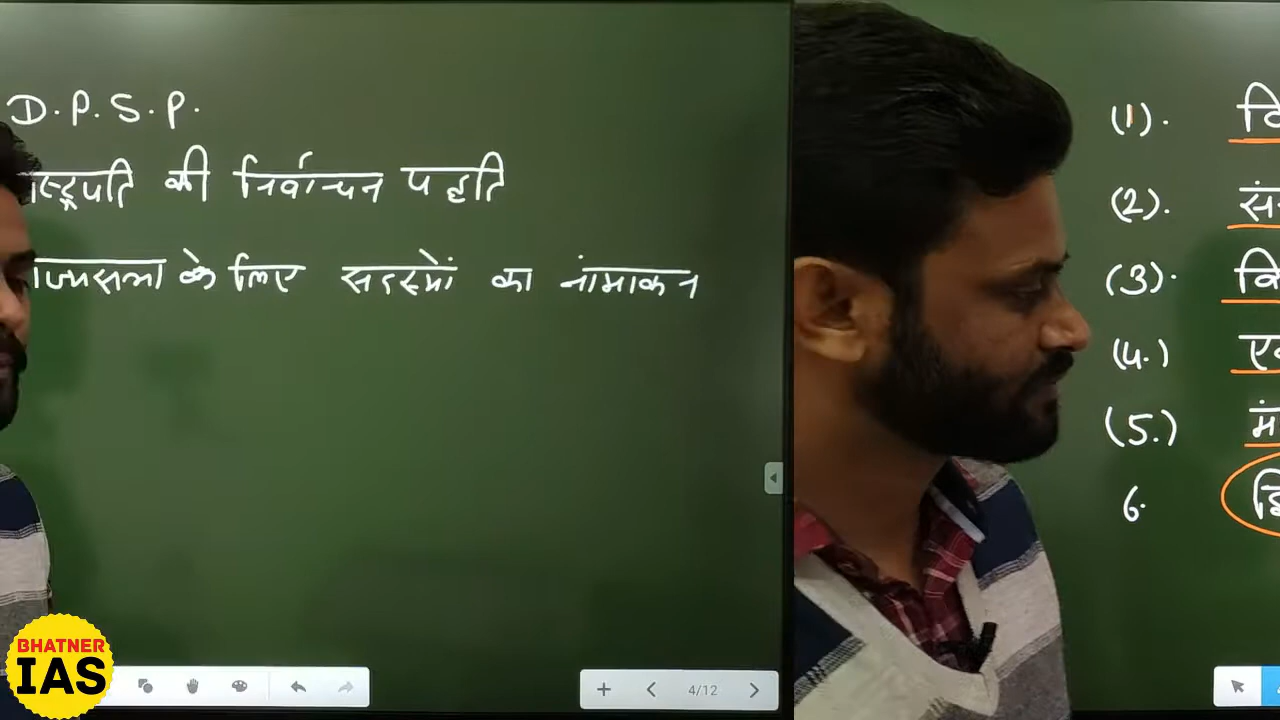 D.P.S.P.
ाष्ट्रपति की निर्वाचन पद्दति
ाज्यसभा के लिए सदस्यों का नांमाकन
(1).
(2).
(3).
(4.)
(5.)
6.
BHATNER
IAS
4/12